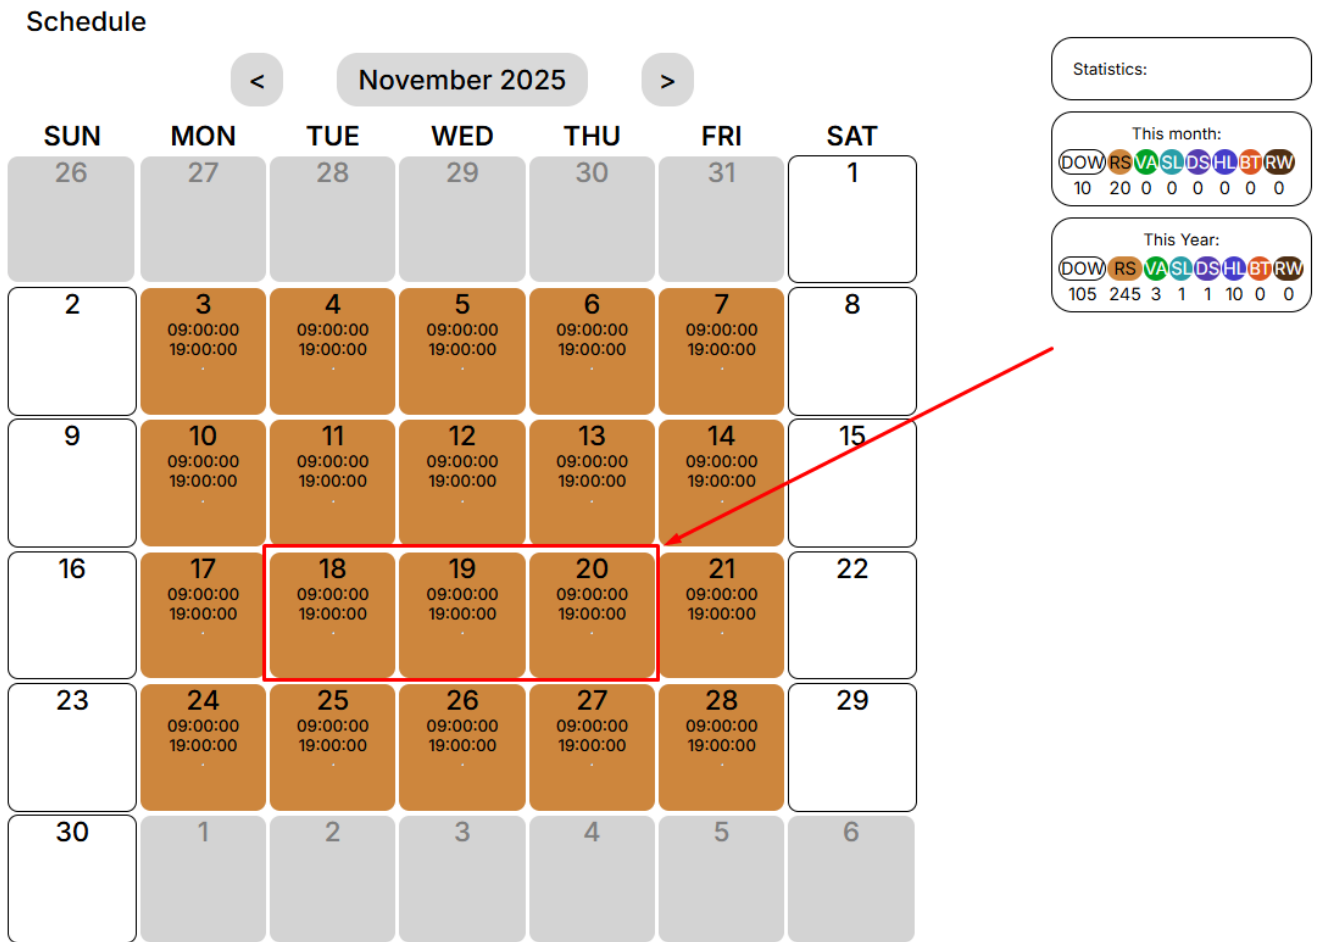 Schedule
< November 2025 >
SUN MON TUE WED THU FRI SAT
26 27 28 29 30 31 1
2 3 4 5 6 7 8
09:00:00 09:00:00 09:00:00 09:00:00 09:00:00
19:00:00 19:00:00 19:00:00 19:00:00 19:00:00
. . . . .
9 10 11 12 13 14 15
09:00:00 09:00:00 09:00:00 09:00:00 09:00:00
19:00:00 19:00:00 19:00:00 19:00:00 19:00:00
. . . . .
16 17 18 19 20 21 22
09:00:00 09:00:00 09:00:00 09:00:00 09:00:00
19:00:00 19:00:00 19:00:00 19:00:00 19:00:00
. . . . .
23 24 25 26 27 28 29
09:00:00 09:00:00 09:00:00 09:00:00 09:00:00
19:00:00 19:00:00 19:00:00 19:00:00 19:00:00
. . . . .
30 1 2 3 4 5 6
Statistics:
This month:
DOW RS VA SL DS HL BT RW
10 20 0 0 0 0 0 0
This Year:
DOW RS VA SL DS HL BT RW
105 245 3 1 1 10 0 0